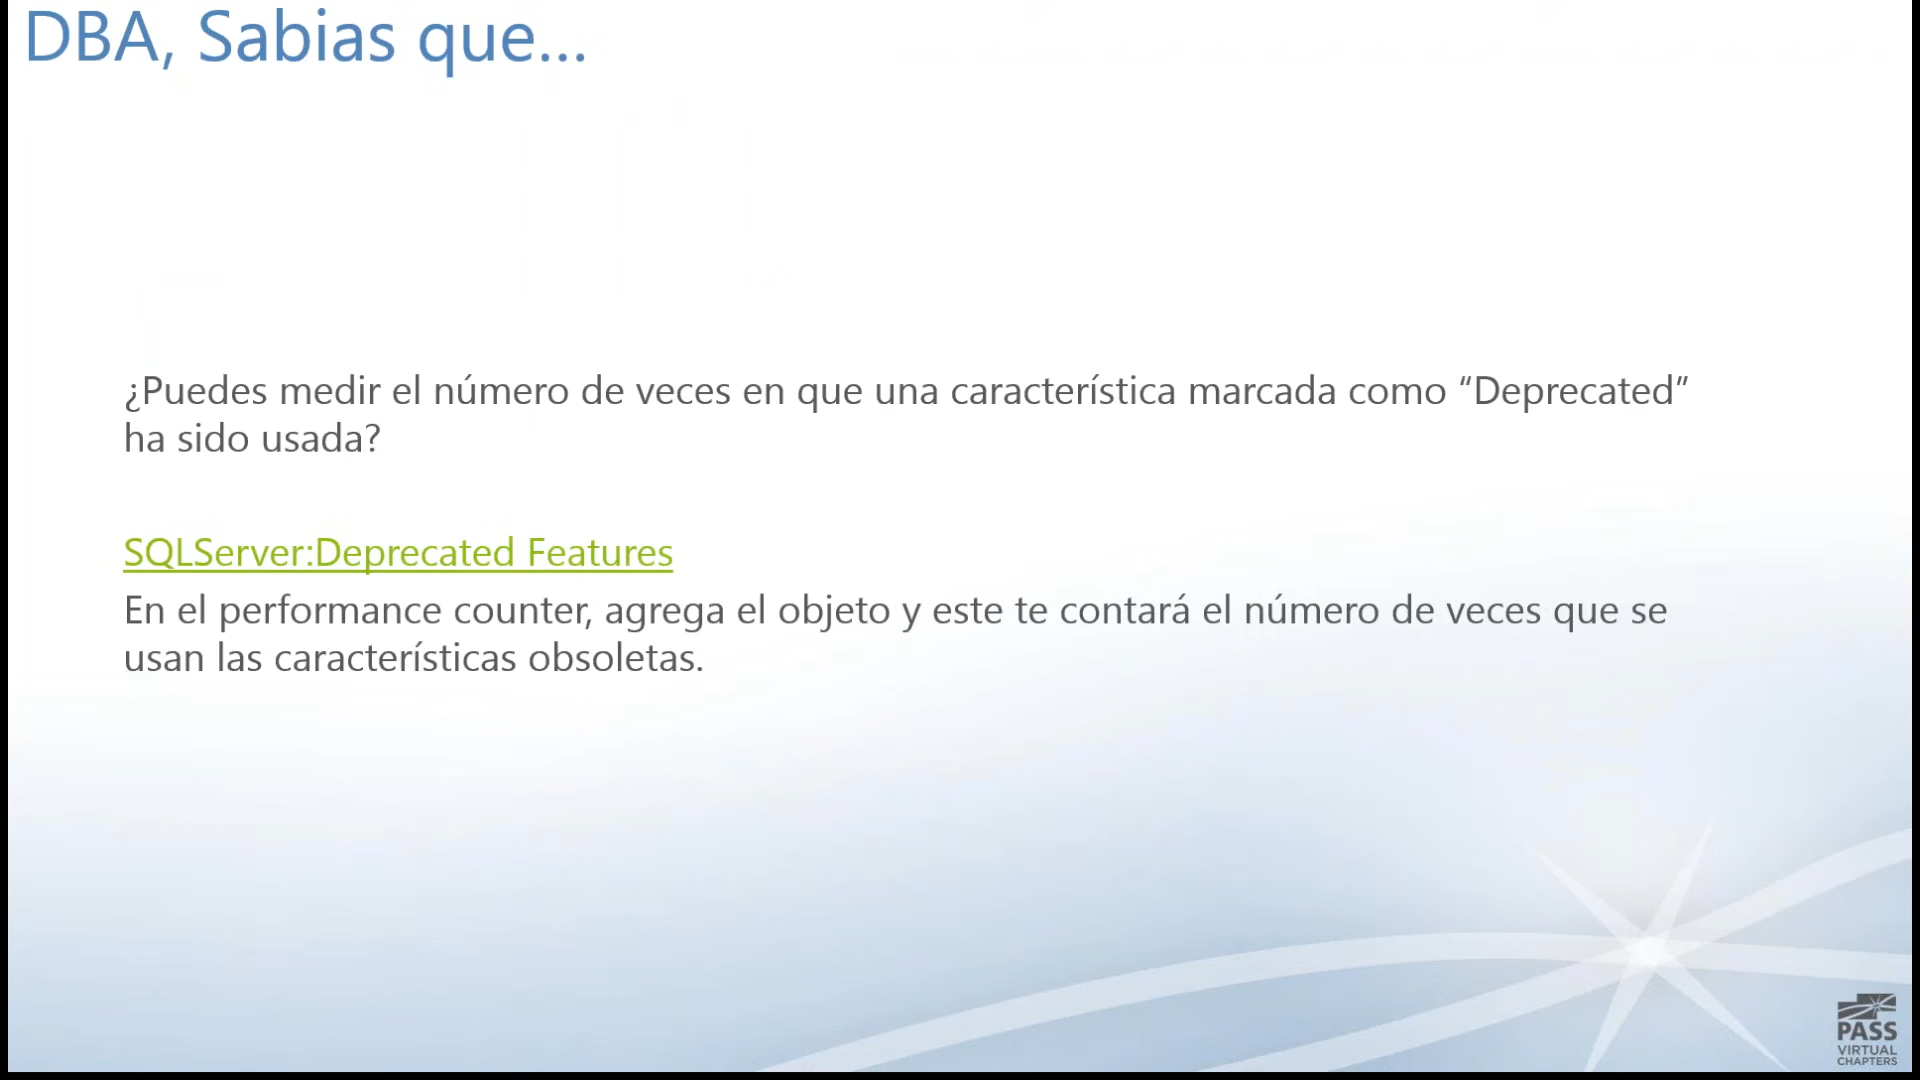 DBA, Sabias que...
¿Puedes medir el número de veces en que una característica marcada como “Deprecated”
ha sido usada?
SQLServer:Deprecated Features
En el performance counter, agrega el objeto y este te contará el número de veces que se
usan las características obsoletas.
PASS
VIRTUAL
CHAPTERS